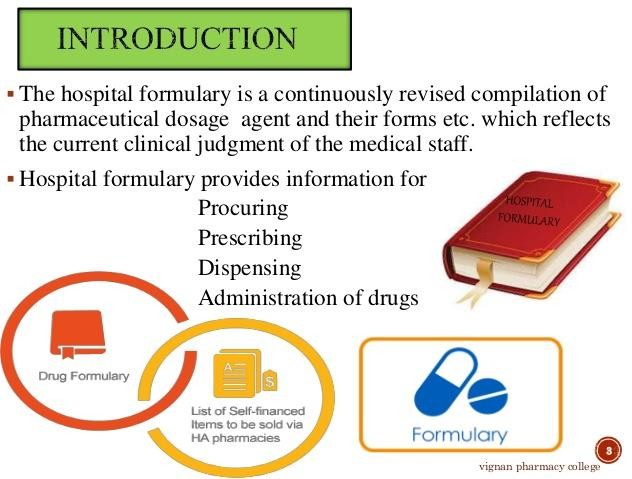 INTRODUCTION
The hospital formulary is a continuously revised compilation of
pharmaceutical dosage agent and their forms etc. which reflects
the current clinical judgment of the medical staff.
Hospital formulary provides information for
Procuring
Prescribing
Dispensing
Administration of drugs
HOSPITAL
FORMULARY
Drug Formulary
A
$
List of Self-financed
Items to be sold via
HA pharmacies
Formulary
3
vignan pharmacy college